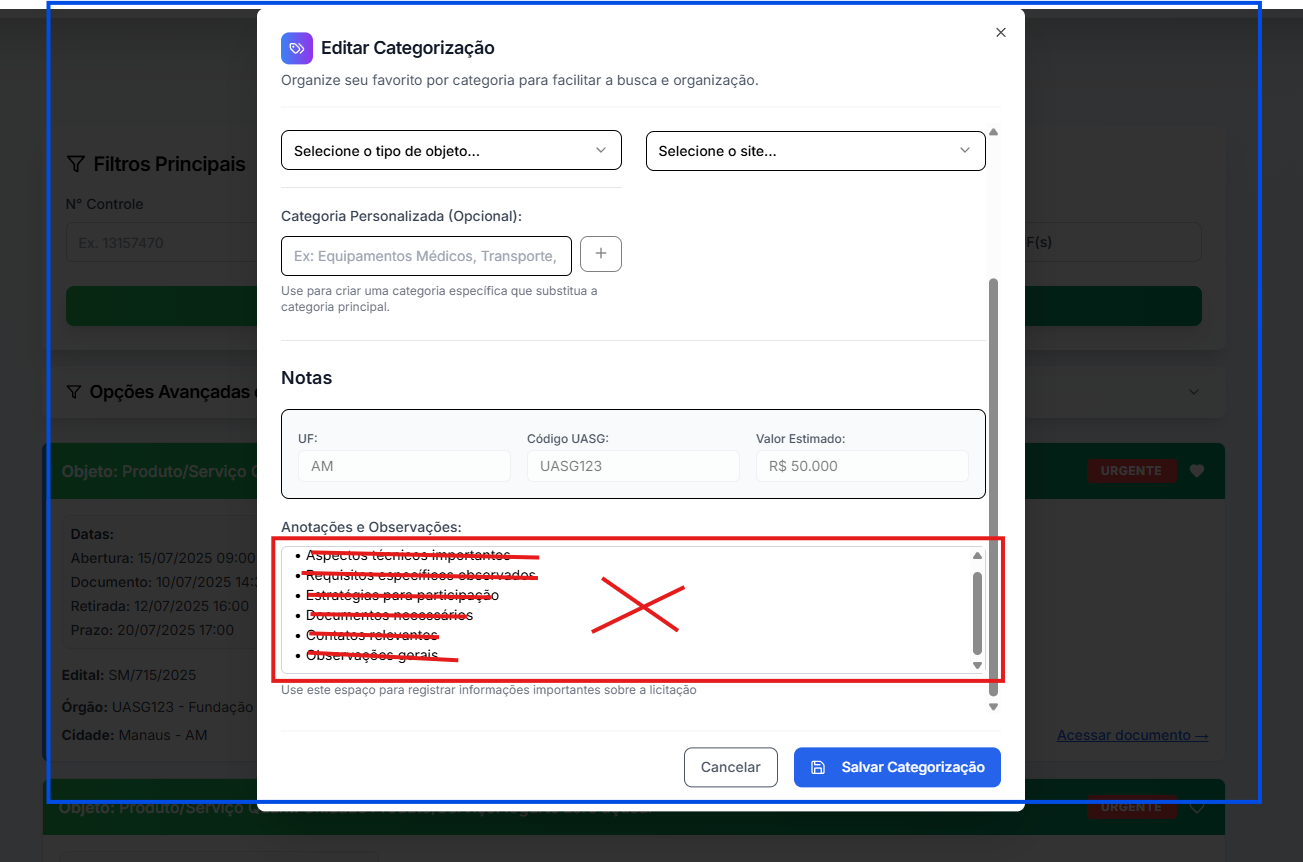 Editar Categorização
Organize seu favorito por categoria para facilitar a busca e organização.
Selecione o tipo de objeto...
Selecione o site...
Filtros Principais
N° Controle
Ex. 13157470
F(s)
Categoria Personalizada (Opcional):
Ex: Equipamentos Médicos, Transporte,
Use para criar uma categoria específica que substitua a
categoria principal.
Notas
Opções Avançadas
UF:
Código UASG:
Valor Estimado:
AM
UASG123
R$ 50.000
Objeto: Produto/Serviço
URGENTE
Anotações e Observações:
• Aspectos técnicos importantes
• Requisitos específicos observados
• Estratégias para participação
• Documentos necessários
• Contatos relevantes
• Observações gerais
Use este espaço para registrar informações importantes sobre a licitação
Datas:
Abertura: 15/07/2025 09:00
Documento: 10/07/2025 14:
Retirada: 12/07/2025 16:00
Prazo: 20/07/2025 17:00
Edital: SM/715/2025
Órgão: UASG123 - Fundação
Cidade: Manaus - AM
Acessar documento →
Cancelar
Salvar Categorização
Objeto: Produto/Serviço
URGENTE